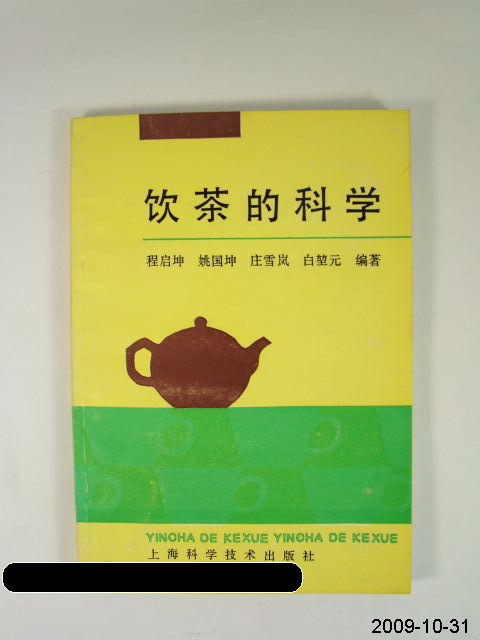 饮茶的科学
程启坤 姚国坤 庄雪岚 白堃元 编著
YINCHA DE KEXUE YINCHA DE KEXUE
上海科学技术出版社
2009-10-31